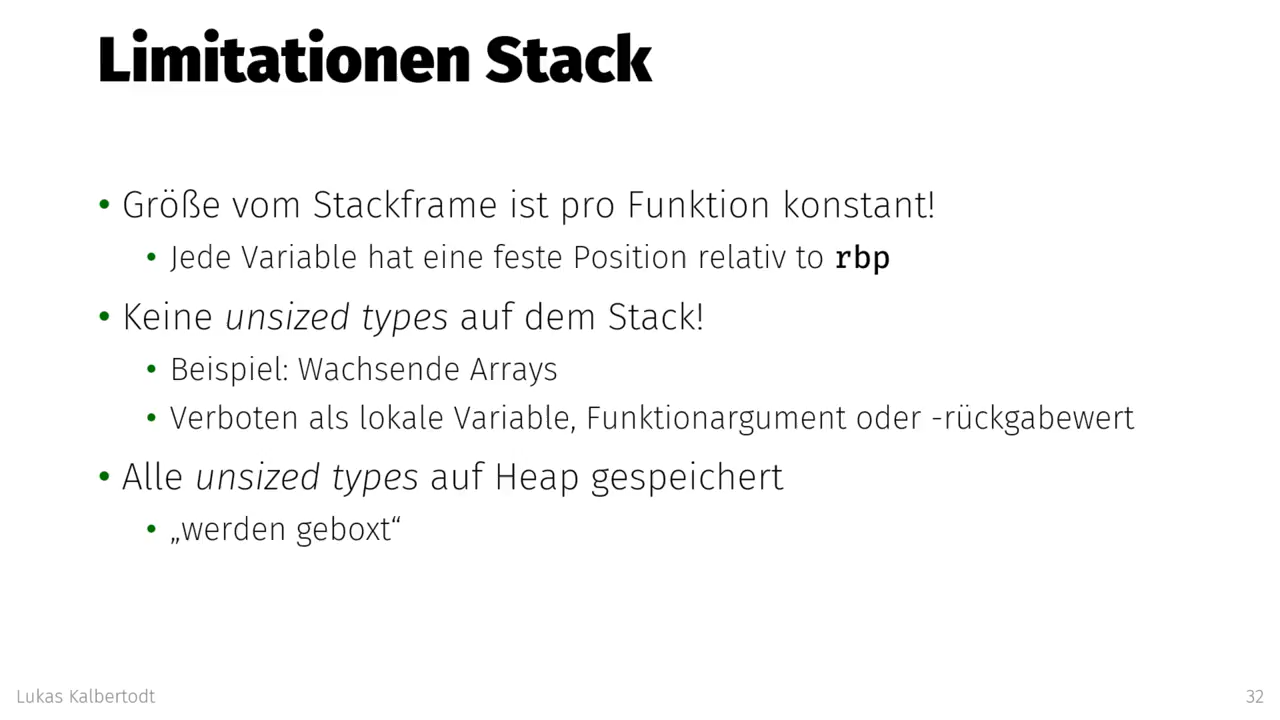 Limitationen Stack
• Größe vom Stackframe ist pro Funktion konstant!
• Jede Variable hat eine feste Position relativ to rbp
• Keine unsized types auf dem Stack!
• Beispiel: Wachsende Arrays
• Verboten als lokale Variable, Funktionargument oder -rückgabewert
• Alle unsized types auf Heap gespeichert
• „werden geboxt“
Lukas Kalbertodt
32